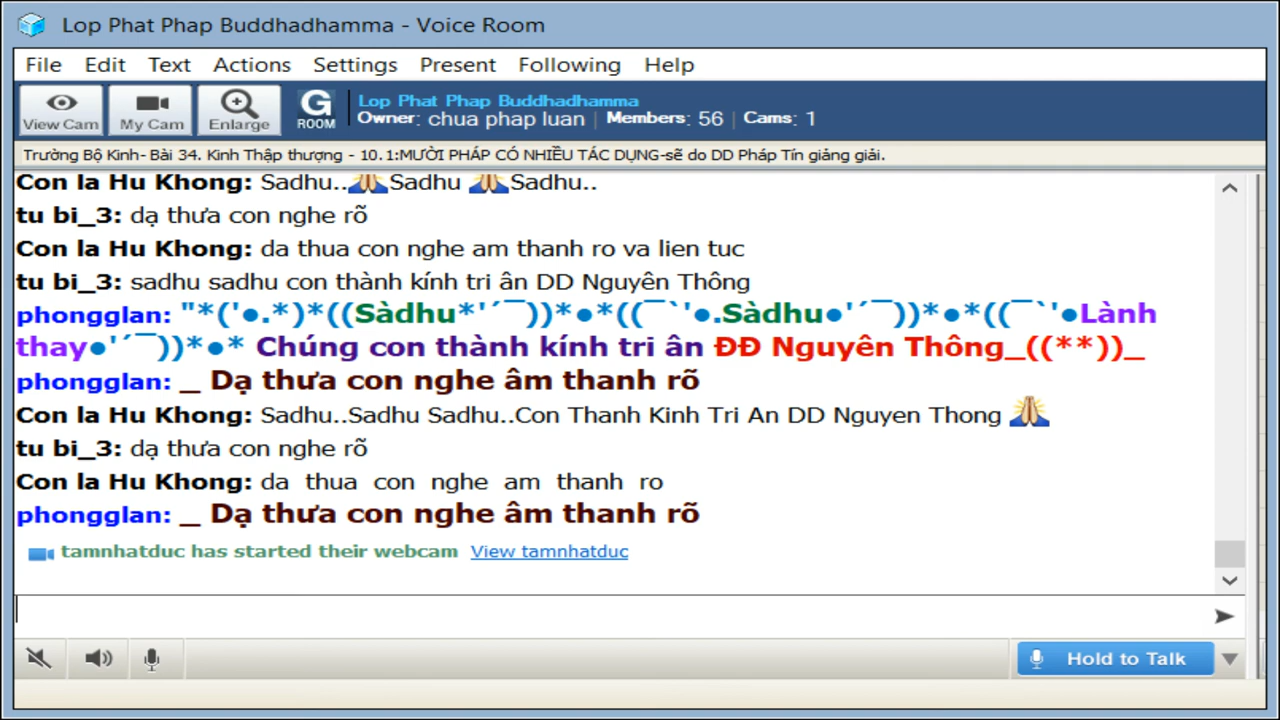 Lop Phat Phap Buddhadhamma - Voice Room
File Edit Text Actions Settings Present Following Help
View Cam My Cam Enlarge G ROOM Lop Phat Phap Buddhadhamma
Owner: chua phap luan | Members: 56 | Cams: 1
Trường Bộ Kinh- Bài 34. Kinh Thập thượng - 10.1:MƯỜI PHÁP CÓ NHIỀU TÁC DỤNG-sẽ do DD Pháp Tín giảng giải.
Con la Hu Khong: Sadhu..🙏Sadhu 🙏Sadhu..
tu bi_3: dạ thưa con nghe rõ
Con la Hu Khong: da thua con nghe am thanh ro va lien tuc
tu bi_3: sadhu sadhu con thành kính tri ân DD Nguyên Thông
phongglan: "*('●.*)*((Sàdhu*'´¯))*●*((¯`'●.Sàdhu●'´¯))*●*((¯`'●Lành
thay●'´¯))*●* Chúng con thành kính tri ân ĐĐ Nguyên Thông_((**))_
phongglan: _ Dạ thưa con nghe âm thanh rõ
Con la Hu Khong: Sadhu..Sadhu Sadhu..Con Thanh Kinh Tri An DD Nguyen Thong 🙏
tu bi_3: dạ thưa con nghe rõ
Con la Hu Khong: da thua con nghe am thanh ro
phongglan: _ Dạ thưa con nghe âm thanh rõ
tamnhatduc has started their webcam View tamnhatduc
Hold to Talk